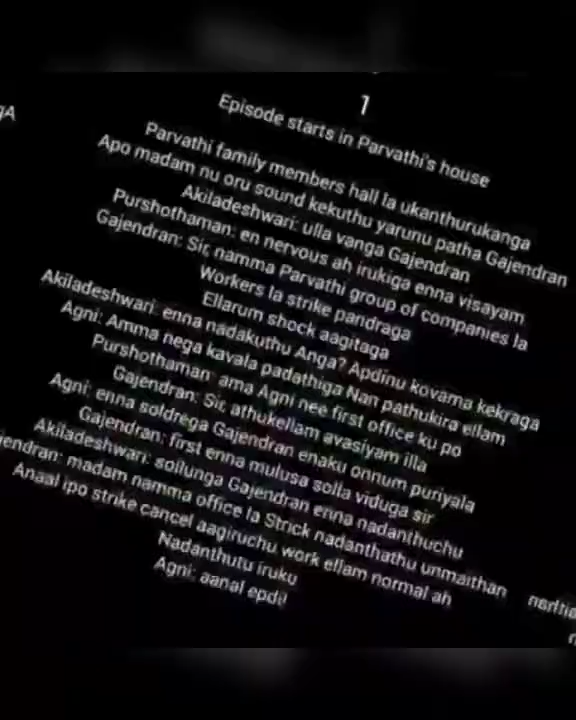 1
Episode starts in Parvathi's house
Parvathi family members hall la ukanthurukanga
Apo madam nu oru sound kekuthu yarunu patha Gajendran
Akiladeshwari: ulla vanga Gajendran
Purshothaman: en nervous ah irukiga enna visayam
Gajendran: Sir, namma Parvathi group of companies la
Workers la strike pandraga
Ellarum shock aagitaga
Akiladeshwari: enna nadakuthu Anga? Apdinu kovama kekraga
Agni: Amma nega kavala padathiga Nan pathukira ellam
Purshothaman: ama Agni nee first office ku po
Gajendran: Sir, athukellam avasiyam illa
Agni: enna soldrega Gajendran enaku onnum puriyala
Gajendran: first enna mulusa solla viduga sir
Akiladeshwari: sollunga Gajendran enna nadanthuchu
endran: madam namma office la Strick nadanthathu unmaithan
Anaal ipo strike cancel aagiruchu work ellam normal ah
Nadanthutu iruku
Agni: aanal epdi!